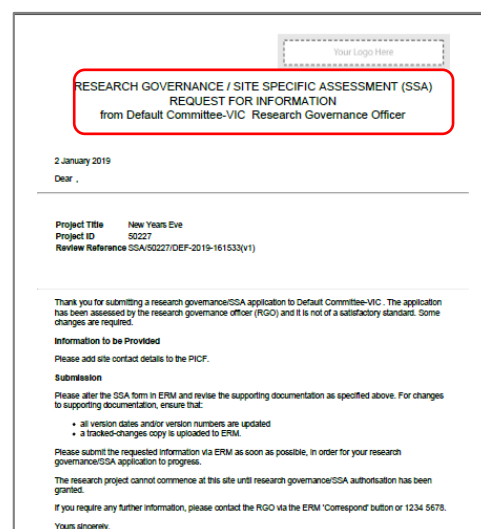 Your Logo Here
RESEARCH GOVERNANCE / SITE SPECIFIC ASSESSMENT (SSA)
REQUEST FOR INFORMATION
from Default Committee-VIC Research Governance Officer
2 January 2019
Dear ,
Project Title New Years Eve
Project ID 50227
Review Reference SSA/50227/DEF-2019-161533(v1)
Thank you for submitting a research governance/SSA application to Default Committee-VIC . The application
has been assessed by the research governance officer (RGO) and it is not of a satisfactory standard. Some
changes are required.
Information to be Provided
Please add site contact details to the PICF.
Submission
Please alter the SSA form in ERM and revise the supporting documentation as specified above. For changes
to supporting documentation, ensure that:
• all version dates and/or version numbers are updated
• a tracked-changes copy is uploaded to ERM.
Please submit the requested information via ERM as soon as possible, in order for your research
governance/SSA application to progress.
The research project cannot commence at this site until research governance/SSA authorisation has been
granted.
If you require any further information, please contact the RGO via the ERM 'Correspond' button or 1234 5678.
Yours sincerely,